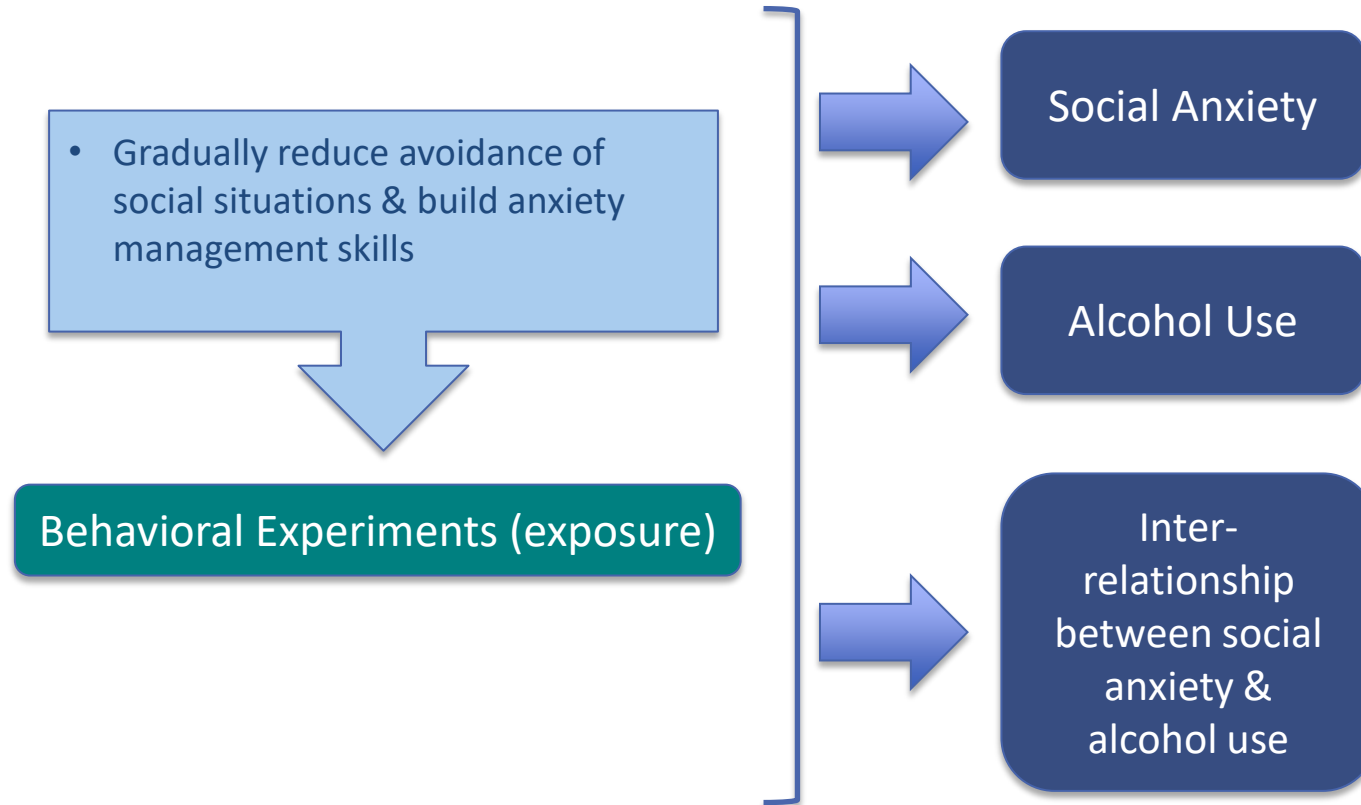 • Gradually reduce avoidance of
social situations & build anxiety
management skills
Behavioral Experiments (exposure)
Social Anxiety
Alcohol Use
Inter-
relationship
between social
anxiety &
alcohol use